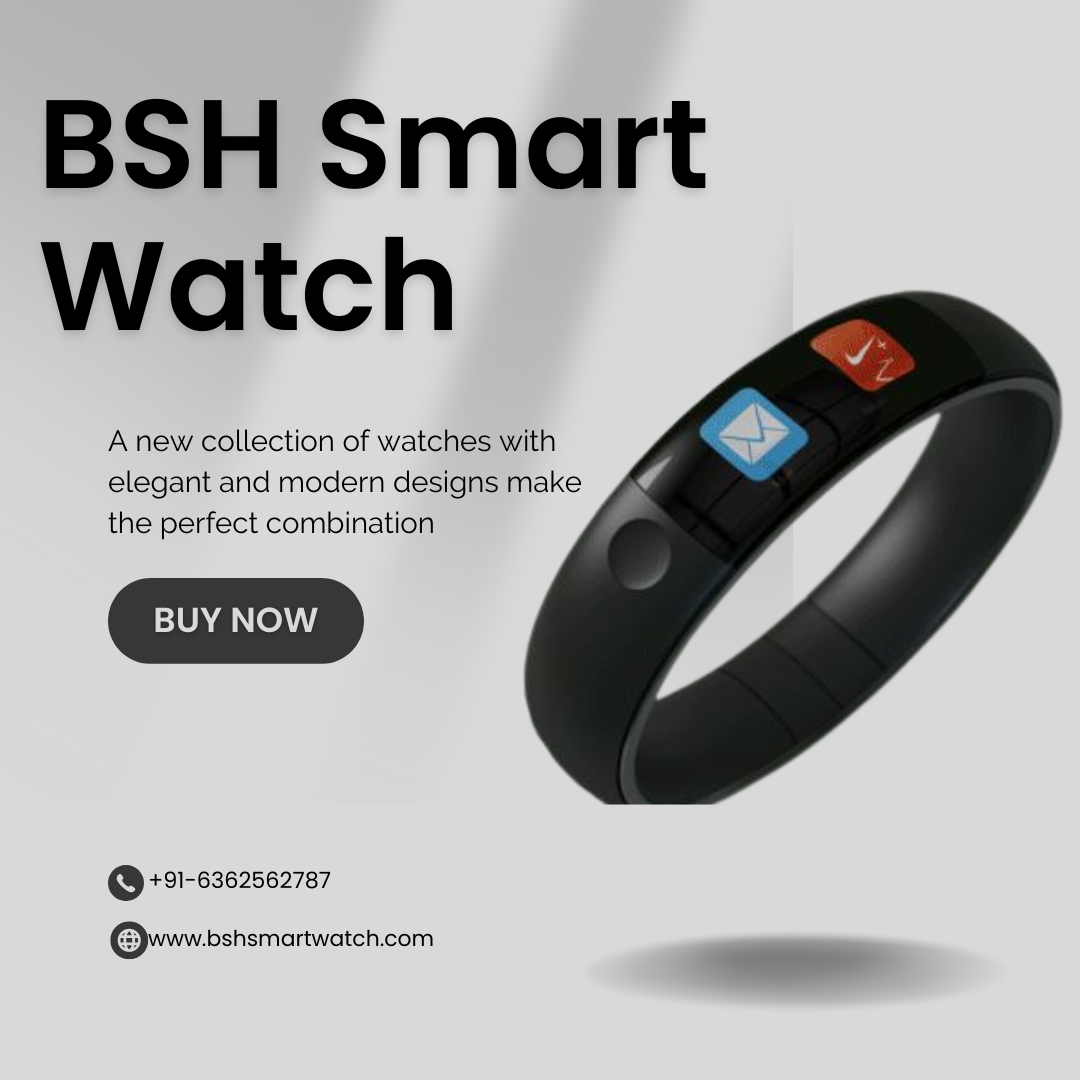 BSH Smart
Watch
A new collection of watches with
elegant and modern designs make
the perfect combination
BUY NOW
+91-6362562787
www.bshsmartwatch.com